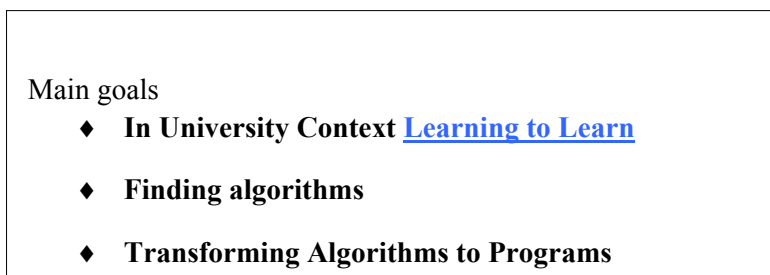 Main goals
♦ In University Context Learning to Learn
♦ Finding algorithms
♦ Transforming Algorithms to Programs